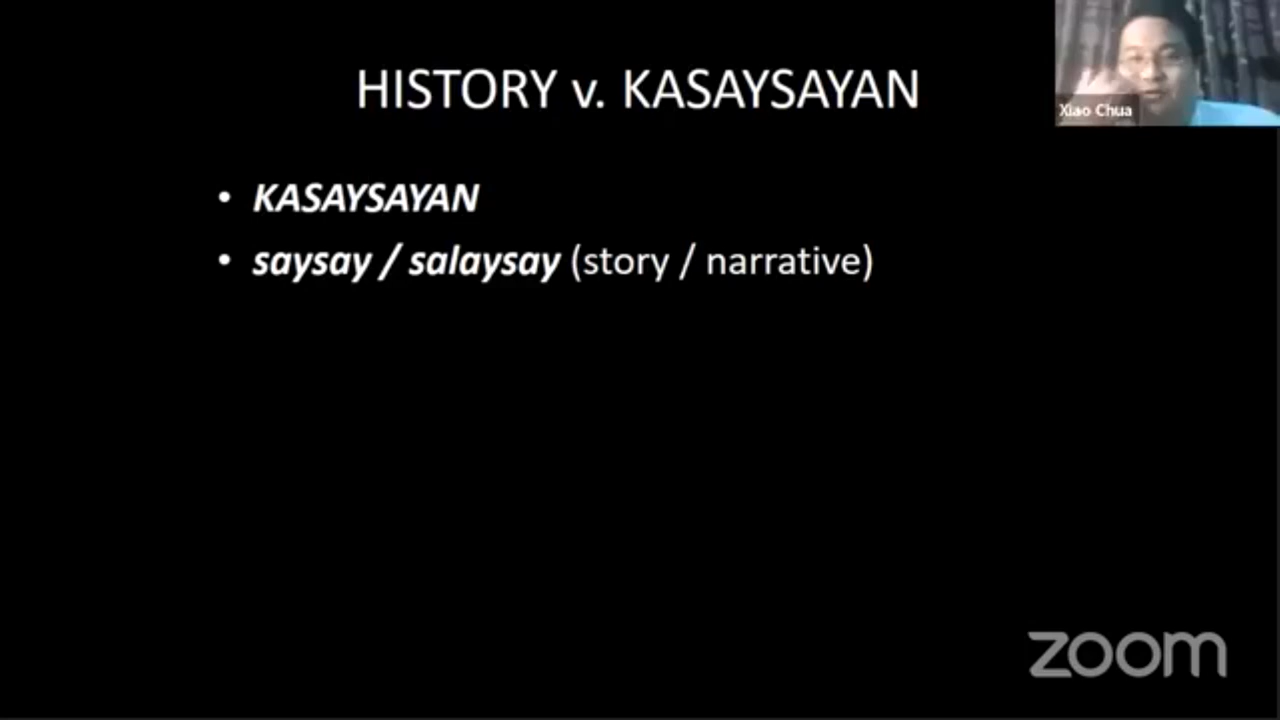 HISTORY v. KASAYSAYAN
Xiao Chua
• KASAYSAYAN
• saysay / salaysay (story / narrative)
zoom